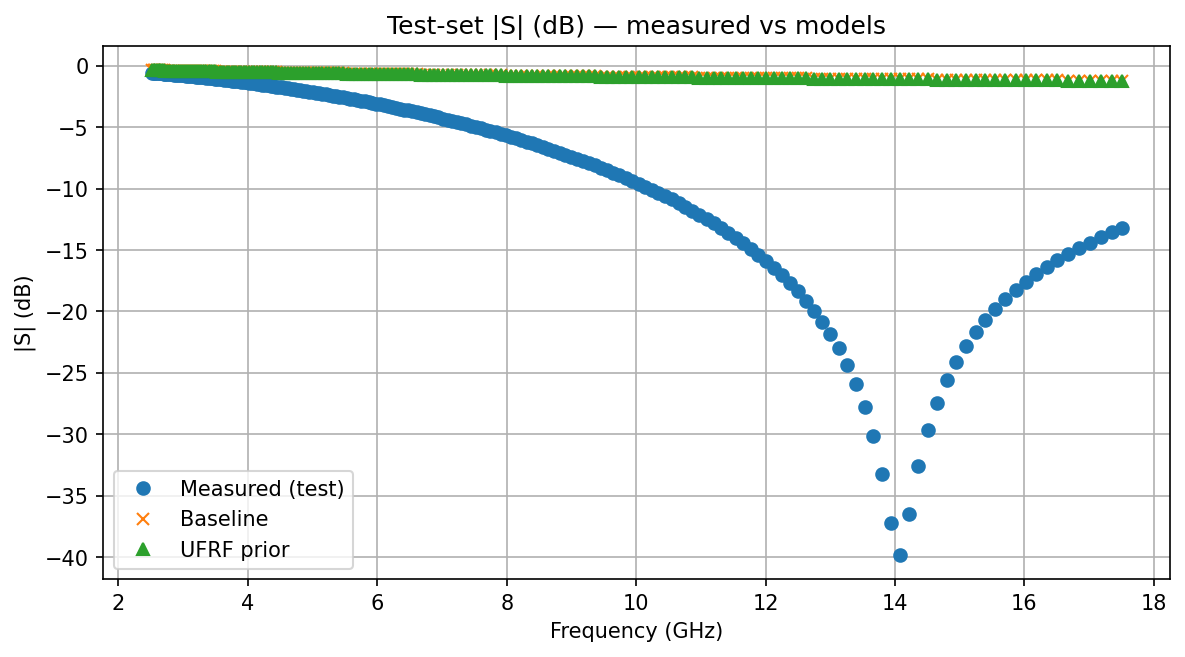 Test-set |S| (dB) — measured vs models
|S| (dB)
0
−5
−10
−15
−20
−25
−30
−35
−40
Measured (test)
Baseline
UFRF prior
2 4 6 8 10 12 14 16 18
Frequency (GHz)